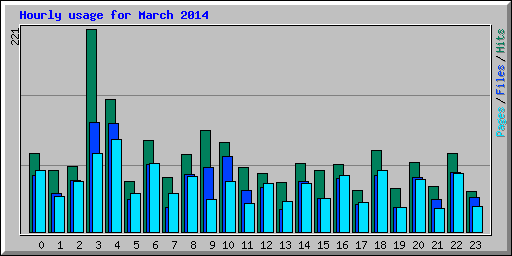 Hourly usage for March 2014
221
Pages/Files/Hits
0 1 2 3 4 5 6 7 8 9 10 11 12 13 14 15 16 17 18 19 20 21 22 23